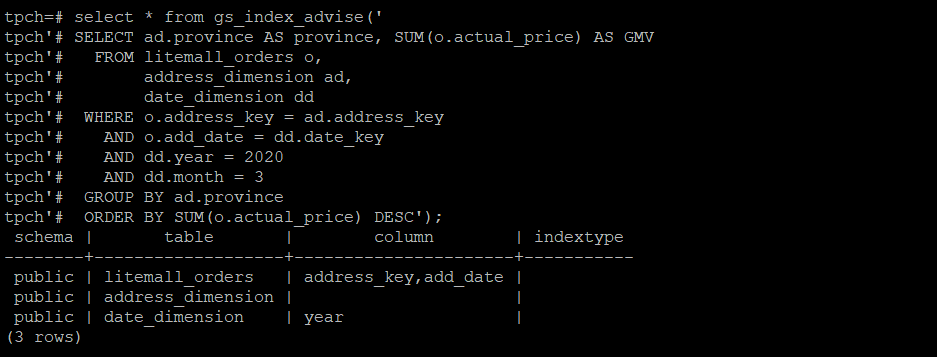 tpch=# select * from gs_index_advise('
tpch'# SELECT ad.province AS province, SUM(o.actual_price) AS GMV
tpch'#   FROM litemall_orders o,
tpch'#        address_dimension ad,
tpch'#        date_dimension dd
tpch'#  WHERE o.address_key = ad.address_key
tpch'#    AND o.add_date = dd.date_key
tpch'#    AND dd.year = 2020
tpch'#    AND dd.month = 3
tpch'#  GROUP BY ad.province
tpch'#  ORDER BY SUM(o.actual_price) DESC');
 schema |       table       |        column        | indextype
--------+-------------------+----------------------+-----------
 public | litemall_orders   | address_key,add_date |
 public | address_dimension |                      |
 public | date_dimension    | year                 |
(3 rows)